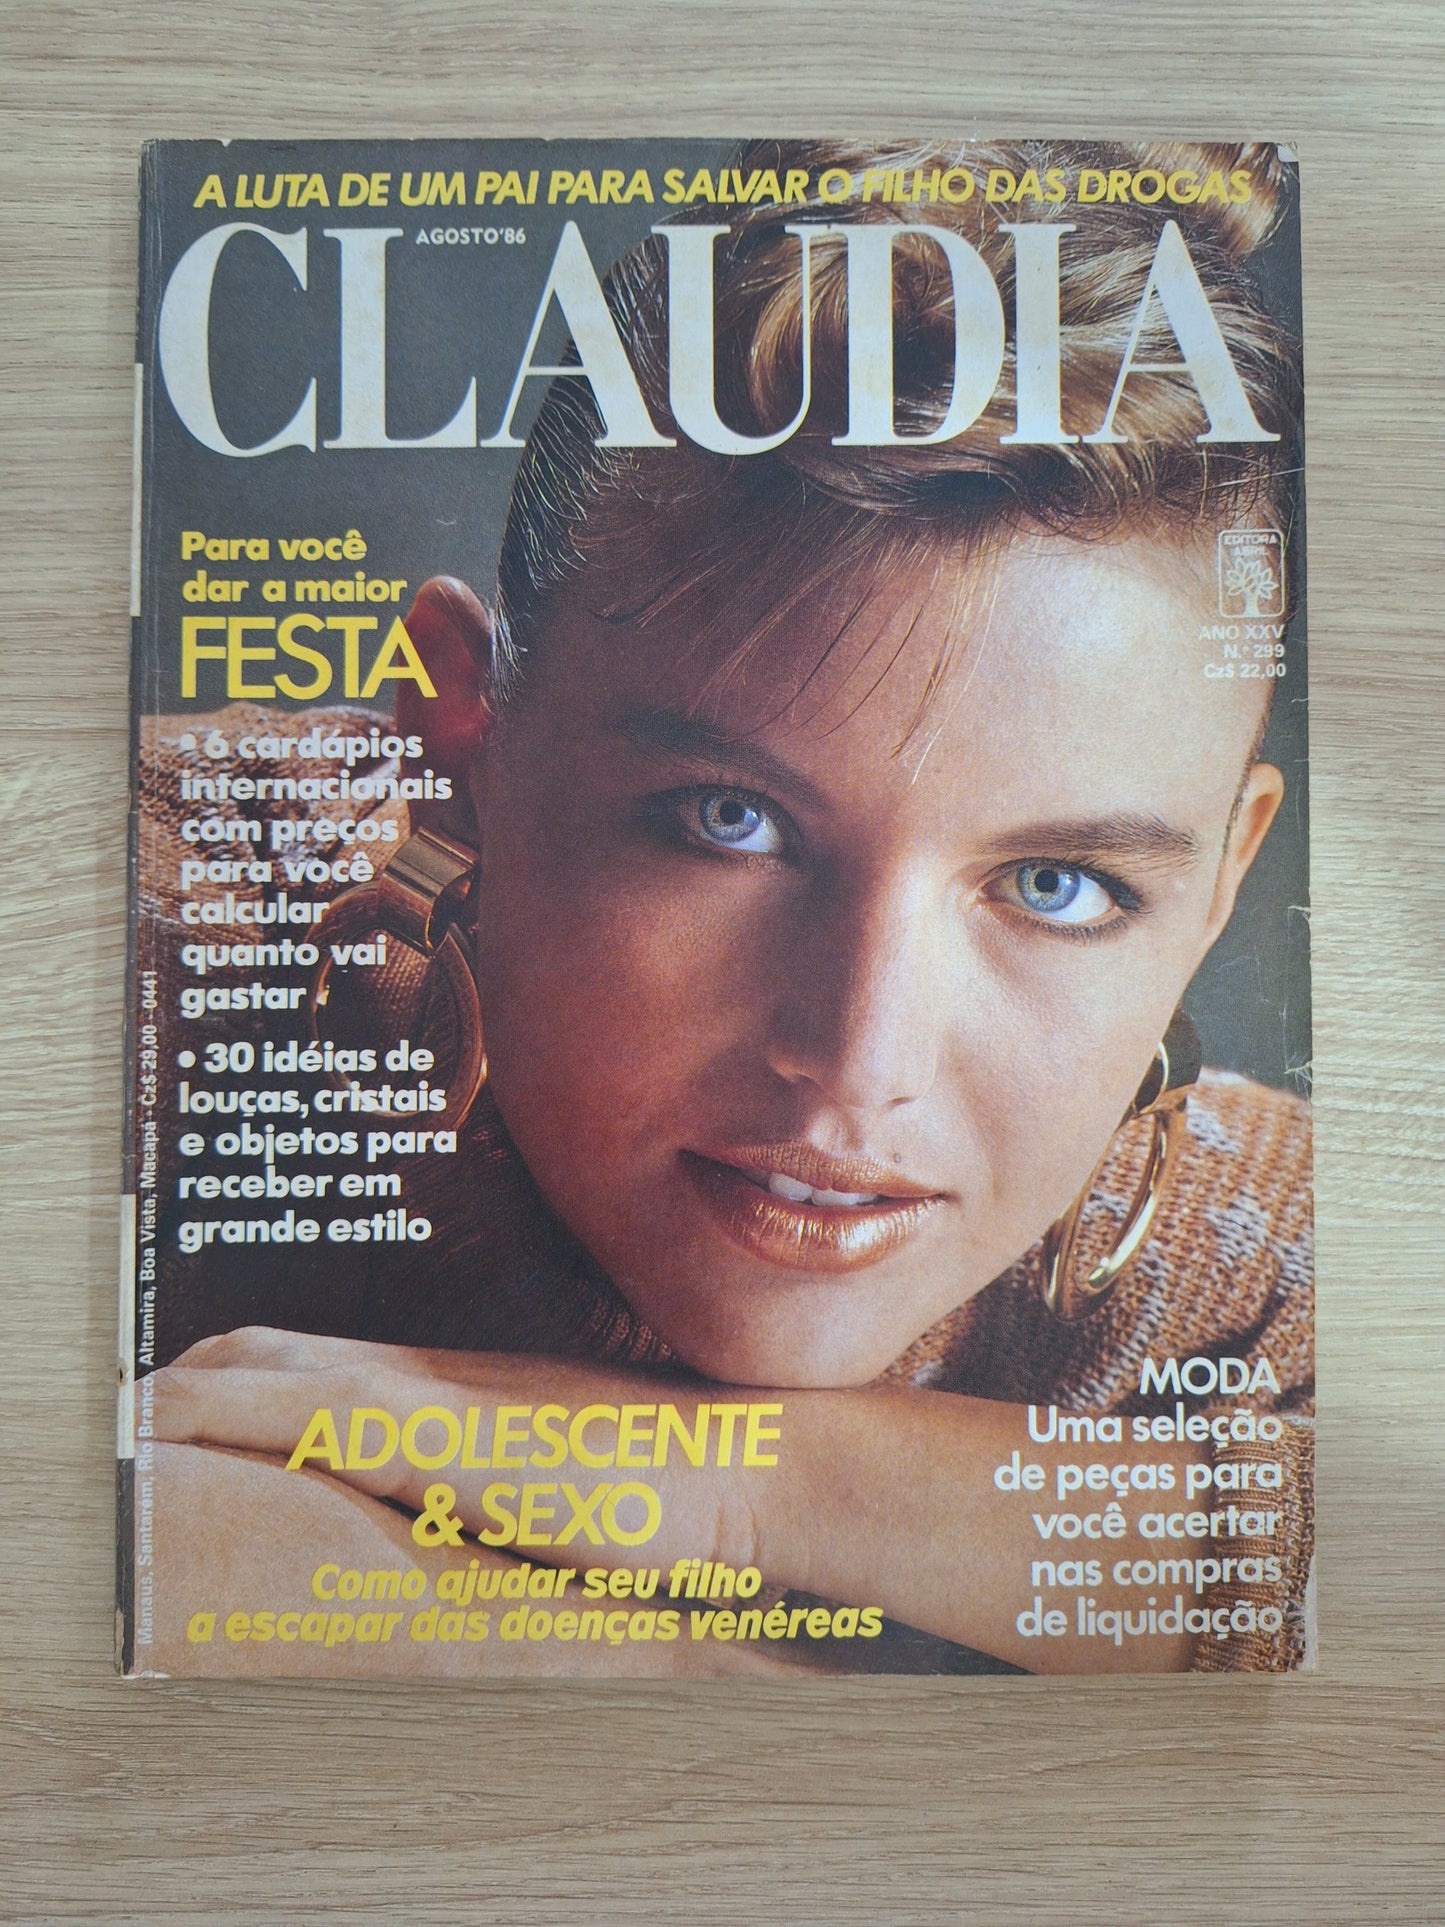 A LUTA DE UM PAI PARA SALVAR O FILHO DAS DROGAS
CLAUDIA
AGOSTO'86
EDITORA
ABRIL
ANO XXV
N.º 299
Cz$ 22,00
Para você
dar a maior
FESTA
• 6 cardápios
internacionais
com preços
para você
calcular
quanto vai
gastar
• 30 idéias de
louças, cristais
e objetos para
receber em
grande estilo
ADOLESCENTE
& SEXO
Como ajudar seu filho
a escapar das doenças venéreas
MODA
Uma seleção
de peças para
você acertar
nas compras
de liquidação
Manaus, Santarém, Rio Branco, Altamira, Boa Vista, Macapá · Cz$ 29,00 - 0441